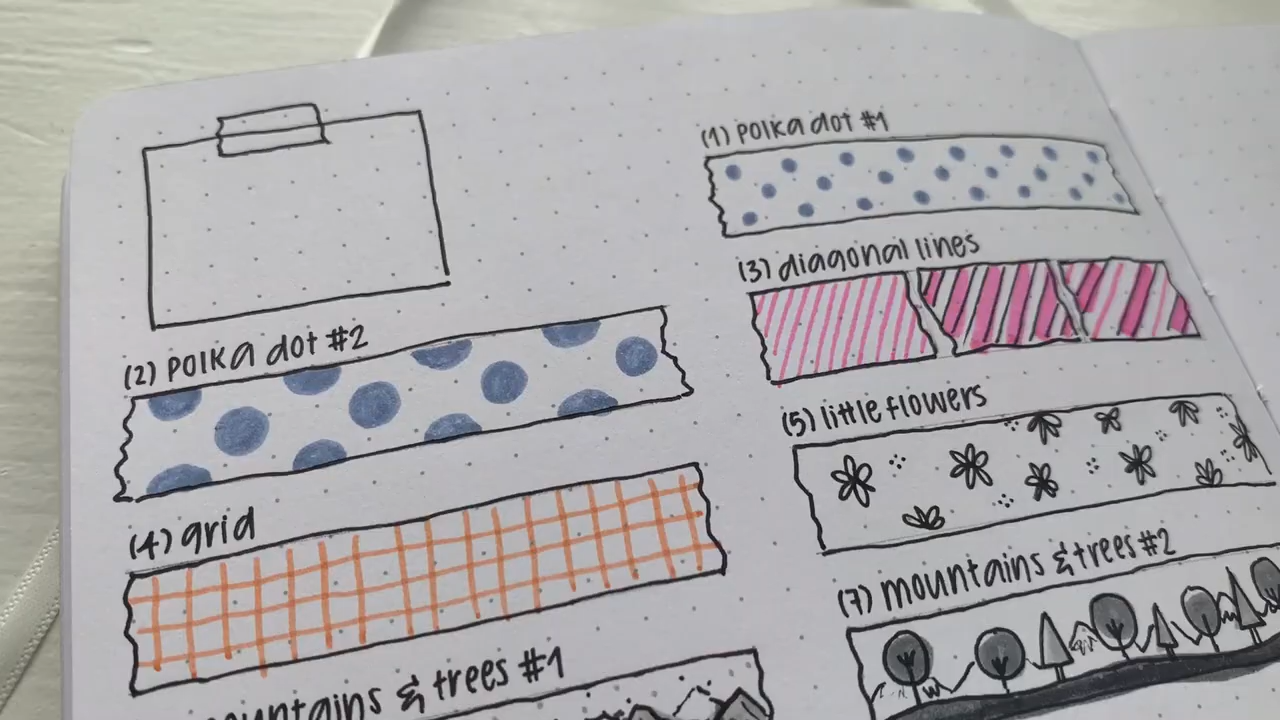 (1) polka dot #1
(2) polka dot #2
(3) diagonal lines
(4) grid
(5) little flowers
mountains & trees #1
(7) mountains & trees #2